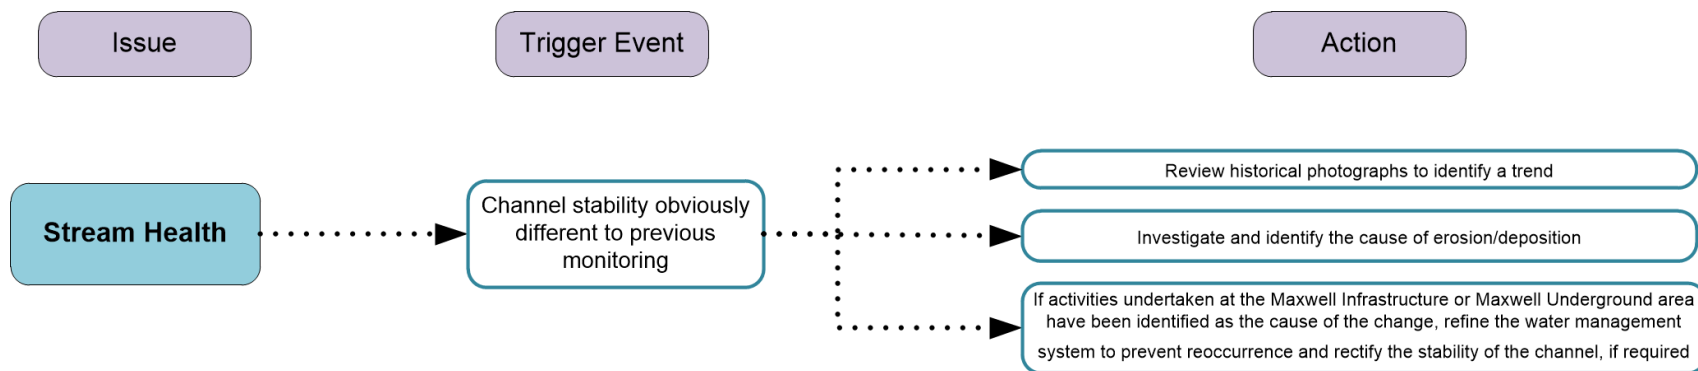 Issue
Trigger Event
Action
Stream Health
Channel stability obviously
different to previous
monitoring
Review historical photographs to identify a trend
Investigate and identify the cause of erosion/deposition
If activities undertaken at the Maxwell Infrastructure or Maxwell Underground area
have been identified as the cause of the change, refine the water management
system to prevent reoccurrence and rectify the stability of the channel, if required